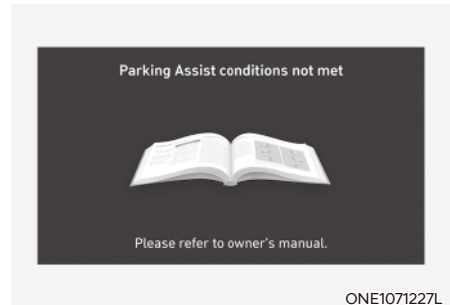 Parking Assist conditions not met
Please refer to owner's manual.
ONE1071227L